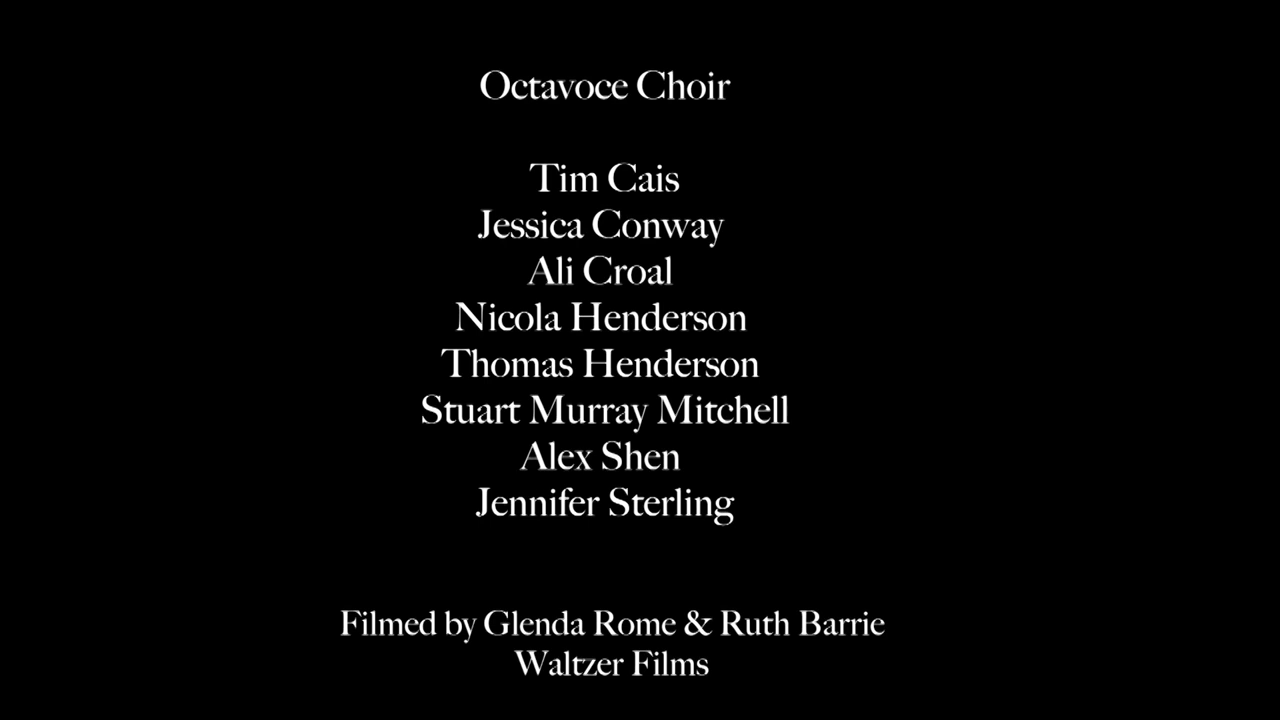 Octavoce Choir
Tim Cais
Jessica Conway
Ali Croal
Nicola Henderson
Thomas Henderson
Stuart Murray Mitchell
Alex Shen
Jennifer Sterling
Filmed by Glenda Rome & Ruth Barrie
Waltzer Films